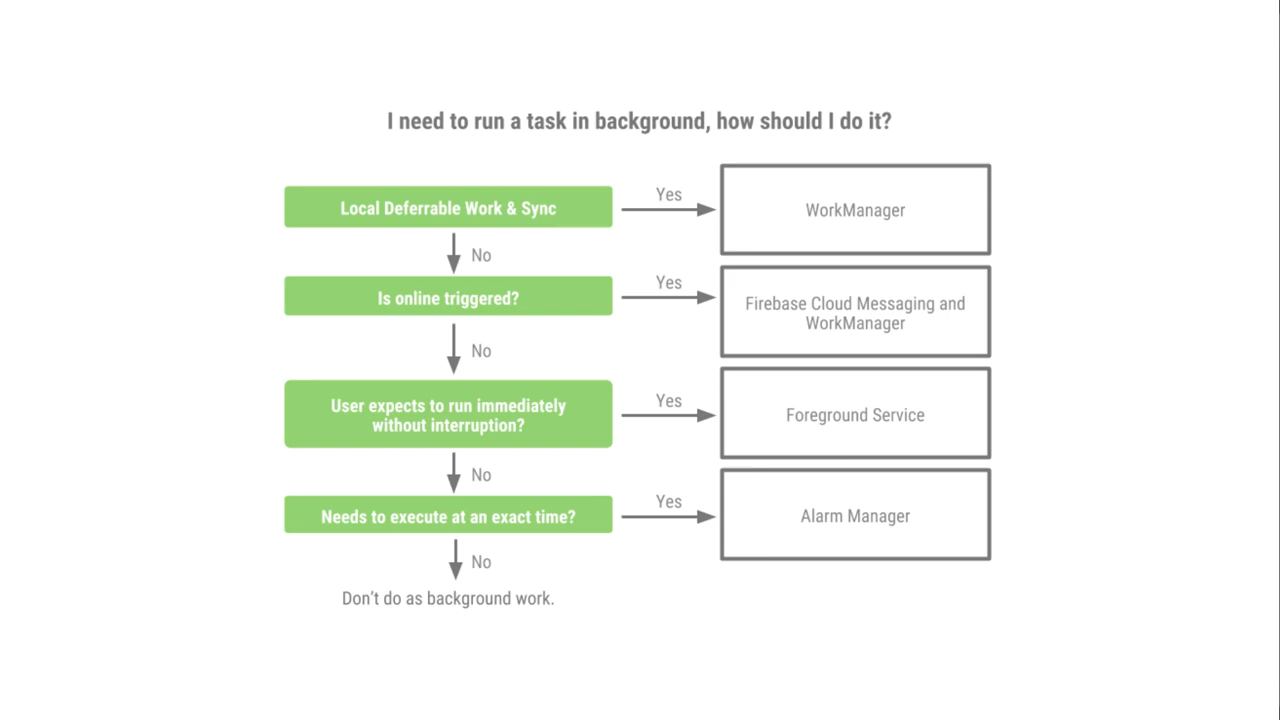 I need to run a task in background, how should I do it?
Local Deferrable Work & Sync
Yes
WorkManager
No
Is online triggered?
Yes
Firebase Cloud Messaging and
WorkManager
No
User expects to run immediately
without interruption?
Yes
Foreground Service
No
Needs to execute at an exact time?
Yes
Alarm Manager
No
Don't do as background work.